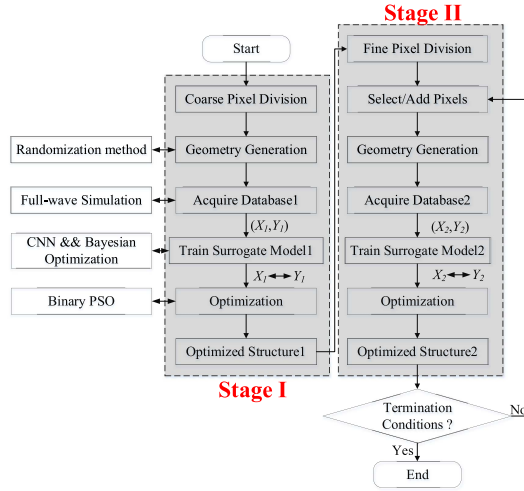 Stage II
Start
Fine Pixel Division
Stage I
Coarse Pixel Division
Select/Add Pixels
Randomization method
Geometry Generation
Geometry Generation
Full-wave Simulation
Acquire Database1
Acquire Database2
(X1,Y1)
(X2,Y2)
CNN && Bayesian
Optimization
Train Surrogate Model1
Train Surrogate Model2
X1 Y1
X2 Y2
Binary PSO
Optimization
Optimization
Optimized Structure1
Optimized Structure2
Termination
Conditions ?
No
Yes
End